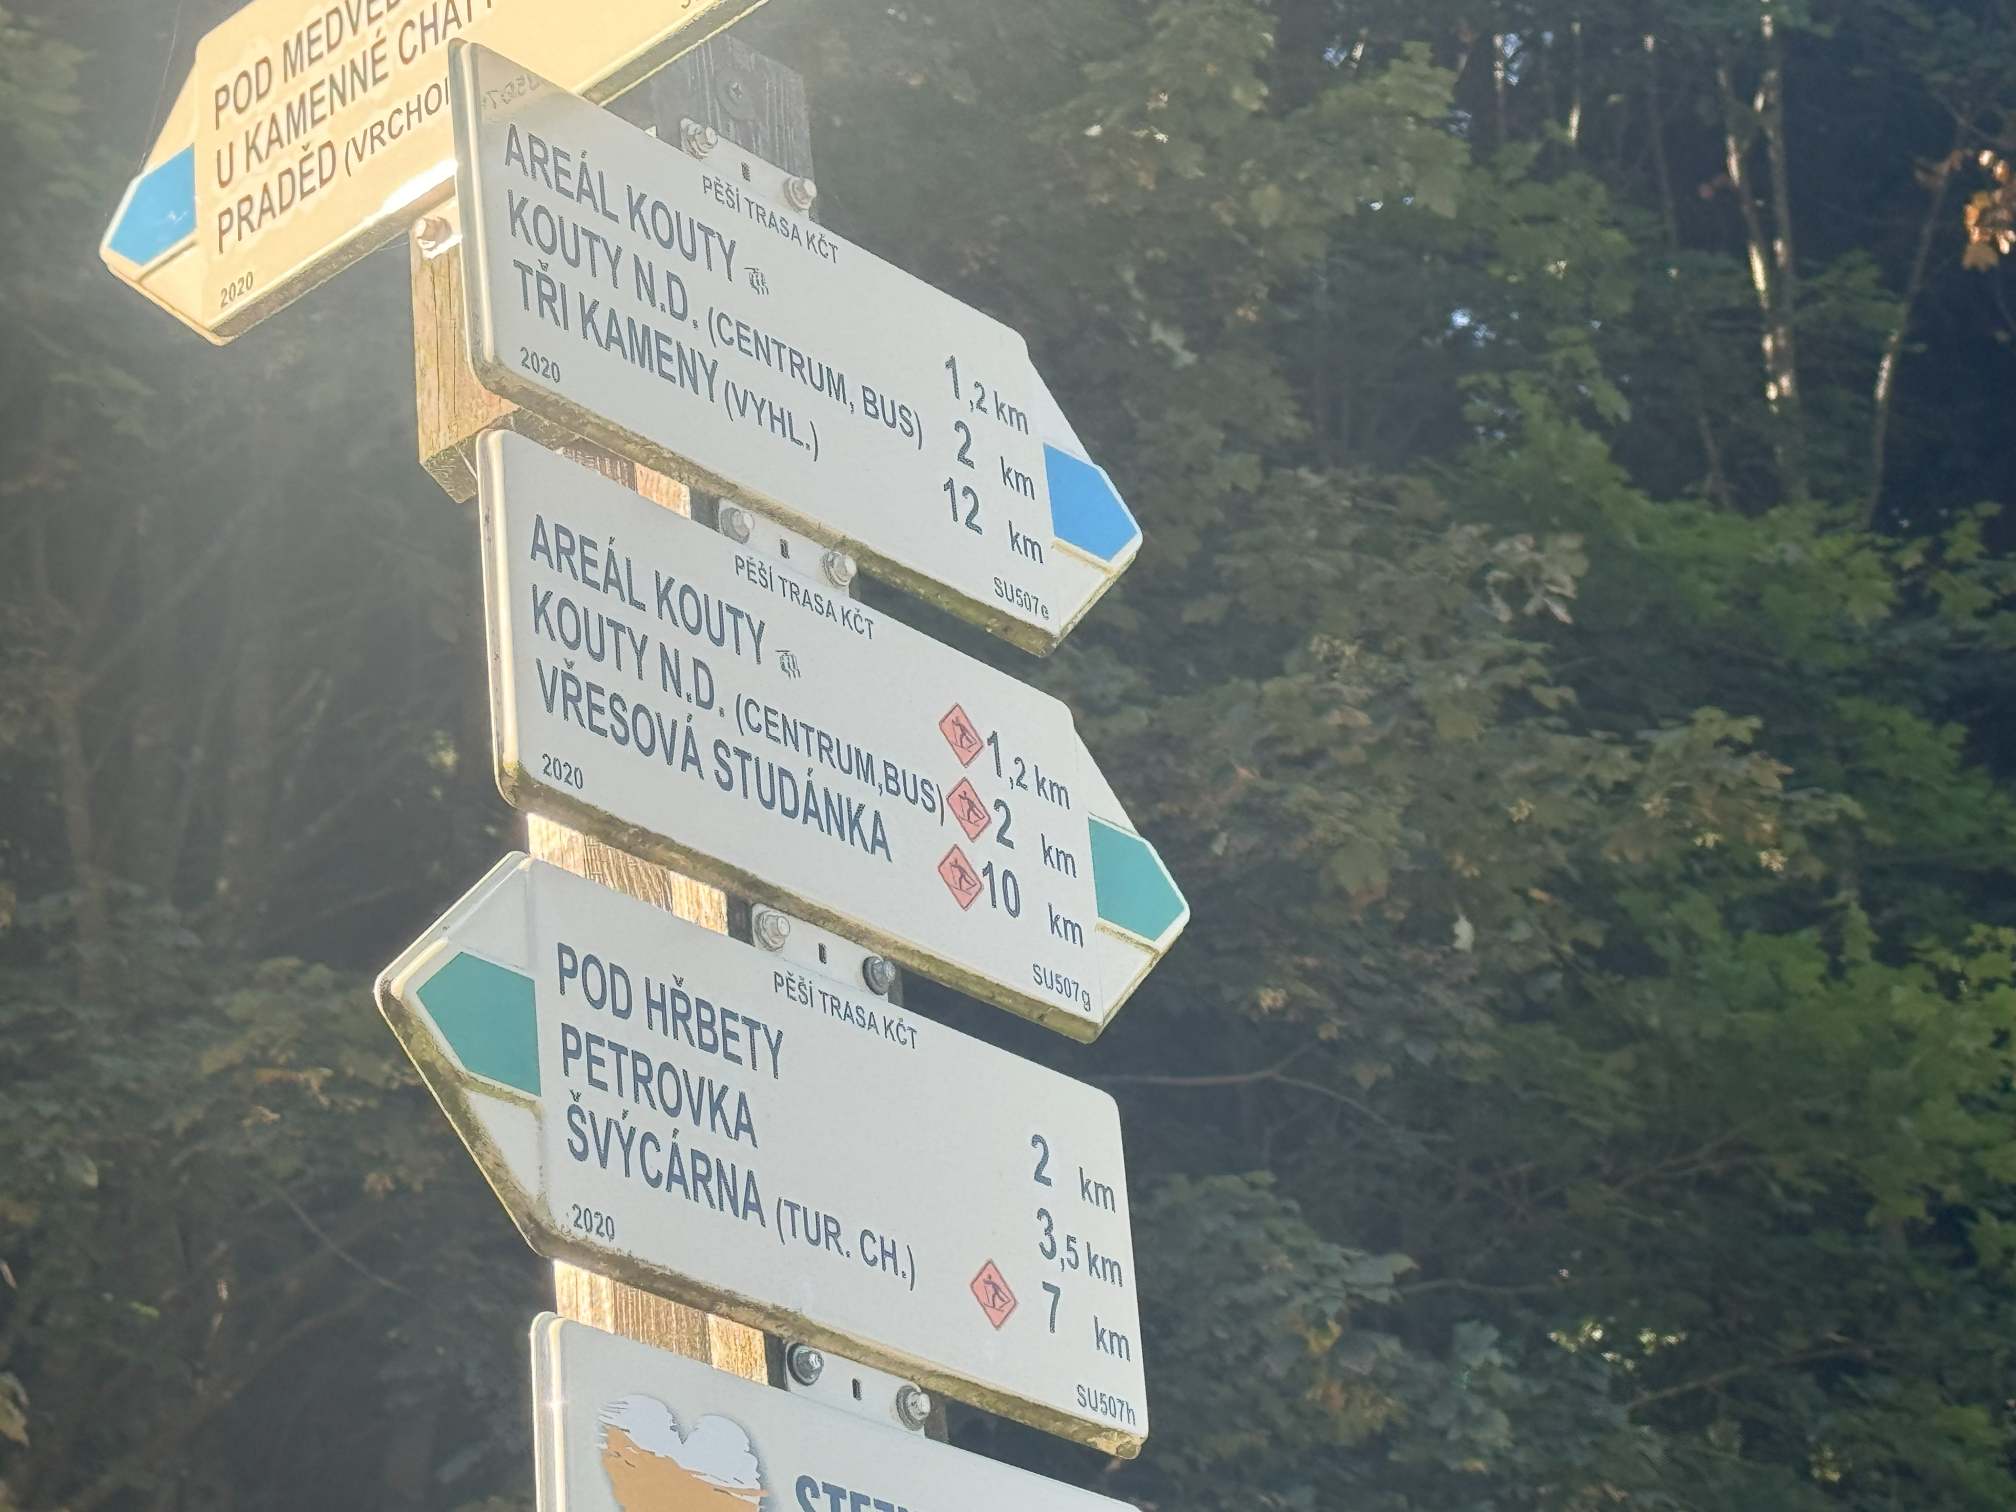 POD
U KAMENNÉ
PRADĚD
2020
PĚŠÍ TRASA KČT
AREÁL KOUTY 1,2 km
KOUTY N.D. (CENTRUM, BUS) 2 km
TŘI KAMENY (VYHL.) 12 km
2020 SU507e
PĚŠÍ TRASA KČT
AREÁL KOUTY 1,2 km
KOUTY N.D. (CENTRUM,BUS) 2 km
VŘESOVÁ STUDÁNKA 10 km
2020 SU507g
PĚŠÍ TRASA KČT
POD HŘBETY 2 km
PETROVKA 3,5 km
ŠVÝCÁRNA (TUR. CH.) 7 km
2020 SU507h